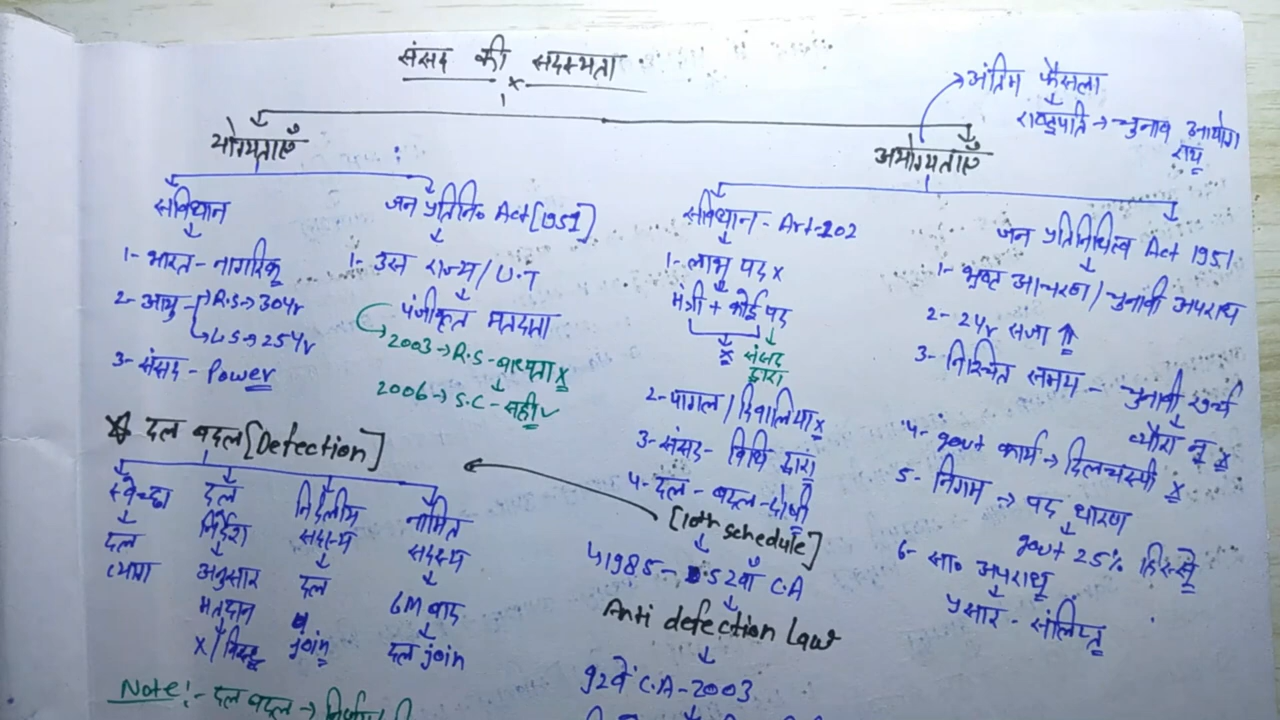 संसद की सदस्यता
अंतिम फैसला
राष्ट्रपति → चुनाव आयोग
राय
योग्यताएँ
अयोग्यताएँ
संविधान
1- भारत - नागरिक
2- आयु → R.S → 30Yr
→ L.S → 25Yr
3- संसद - Power
जन प्रतिनि० Act [1951]
1- उस राज्य / U.T
पंजीकृत मतदाता
2003 → R.S - बाध्यता x
2006 → S.C - सही ✓
संविधान - Art-102
1- लाभ पद x
मंत्री + कोई पद
x संसद
द्वारा
2- पागल / दिवालिया x
3- संसद - विधि द्वारा
4- दल - बदल - दोषी
[10th schedule]
1985 - 52वाँ C.A
Anti defection Law
92वें C.A - 2003
जन प्रतिनिधित्व Act 1951
1- भ्रष्ट आचरण / चुनावी अपराध
2- 2Yr सजा ↑
3- निश्चित समय - चुनावी खर्च
ब्यौरा न x
4- govt कार्य → दिलचस्पी x
5- निगम → पद धारण
govt 25% हिस्से
6- सा० अपराध
प्रसार - संलिप्त
दल बदल [Defection]
स्वेच्छा
दल
त्याग
दल
निर्देश
अनुसार
मतदान
x / विरुद्ध
निर्दलीय
सदस्य
दल
join
नामित
सदस्य
6M बाद
दल join
Note:- दल बदल →